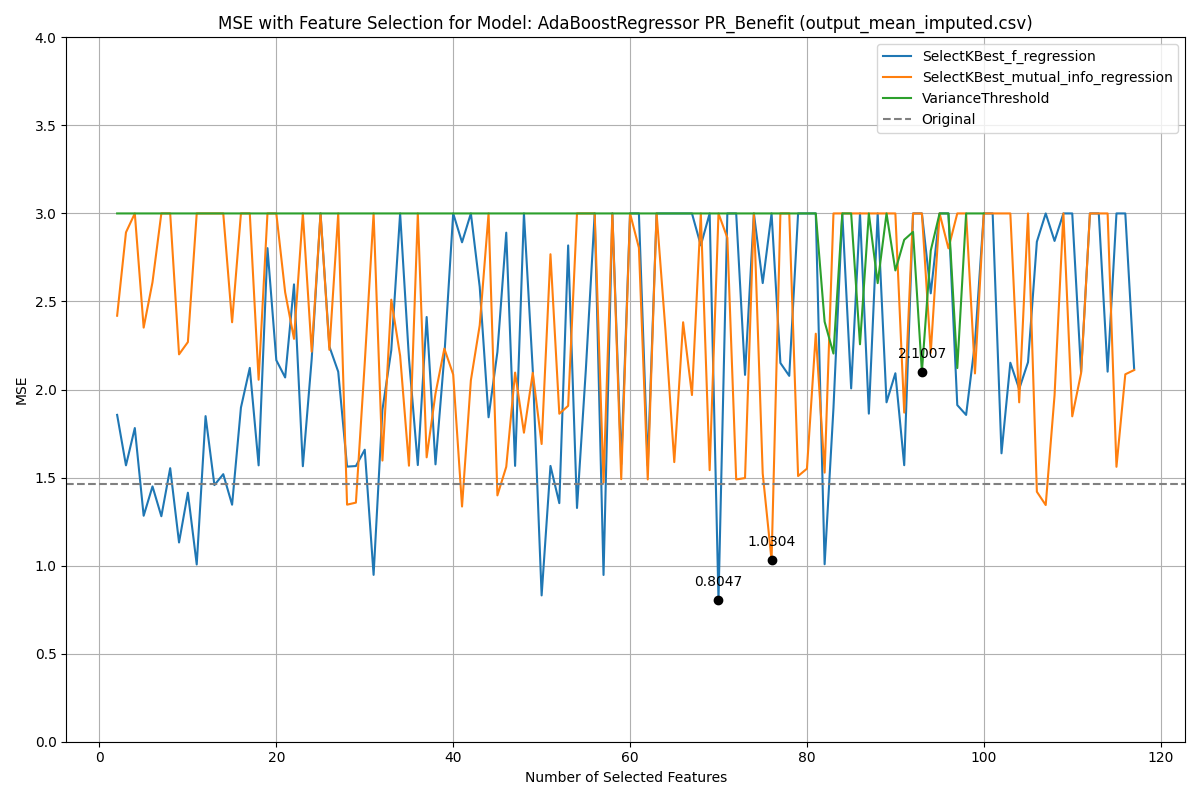 MSE with Feature Selection for Model: AdaBoostRegressor PR_Benefit (output_mean_imputed.csv)
SelectKBest_f_regression
SelectKBest_mutual_info_regression
VarianceThreshold
Original
4.0
3.5
3.0
2.5
2.0
1.5
1.0
0.5
0.0
MSE
2.1007
1.0304
0.8047
0 20 40 60 80 100 120
Number of Selected Features